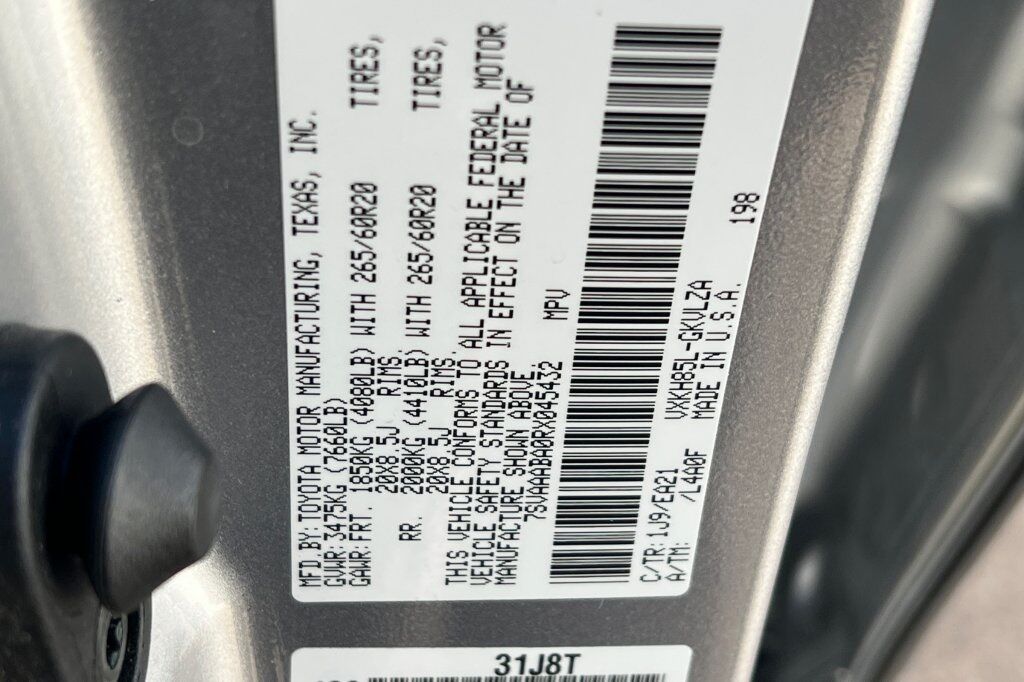 MFD.BY:TOYOTA MOTOR MANUFACTURING, TEXAS, INC.
GVWR:3475KG (7660LB)
GAWR:FRT. 1850KG (4080LB) WITH 265/60R20 TIRES,
20X8.5J RIMS.
RR. 2000KG (4410LB) WITH 265/60R20 TIRES,
20X8.5J RIMS.
THIS VEHICLE CONFORMS TO ALL APPLICABLE FEDERAL MOTOR
VEHICLE SAFETY STANDARDS IN EFFECT ON THE DATE OF
MANUFACTURE SHOWN ABOVE.
7SVAAABA0RX045432 MPV
C/TR:1J9/EA21 VXKH85L-GKVLZA 198
A/TM: /L4A0F MADE IN U.S.A.
31J8T